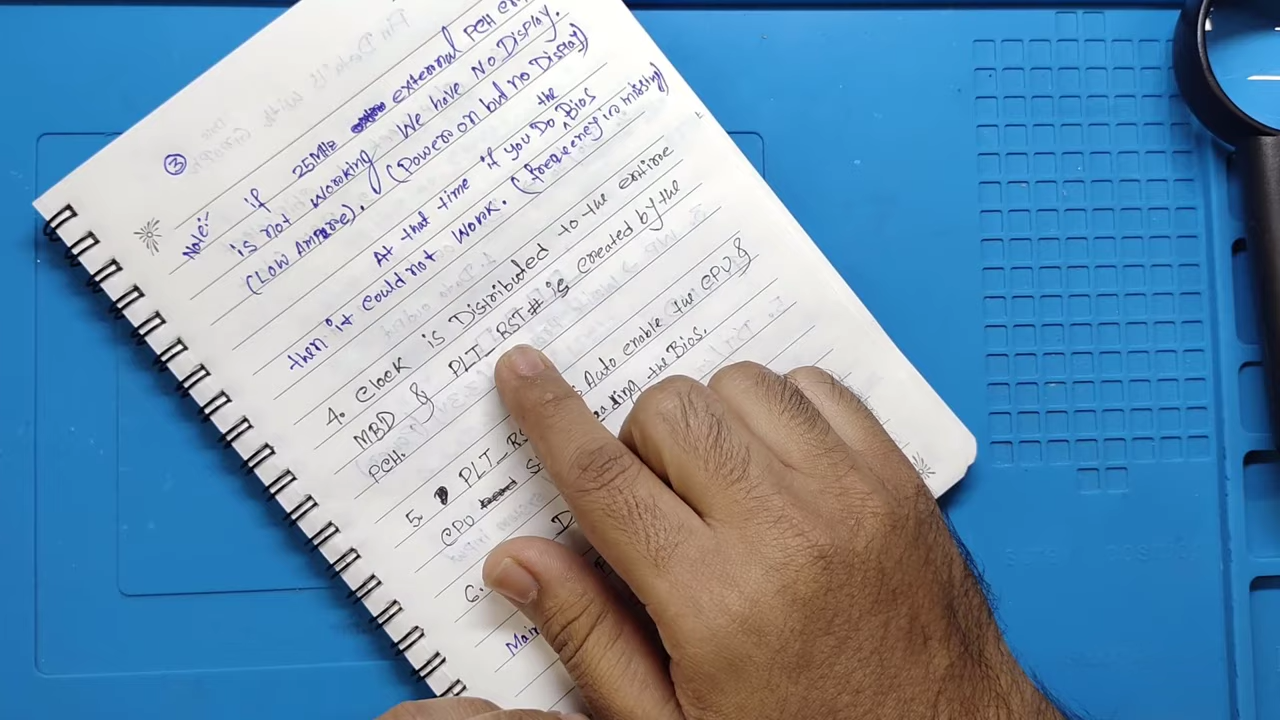 ③
Note:- if 25MHz external PCH
is not working We have No Display.
(Low Ampere). (Power on but no Display)
At that time if you Do the Bios
then it could not work. (frequency is missing)
4. Clock is Distributed to the entire
MBD & PLT_RST# is created by the
PCH.
5. PLT_RS Auto enable the CPU &
CPU the Bios.
6.